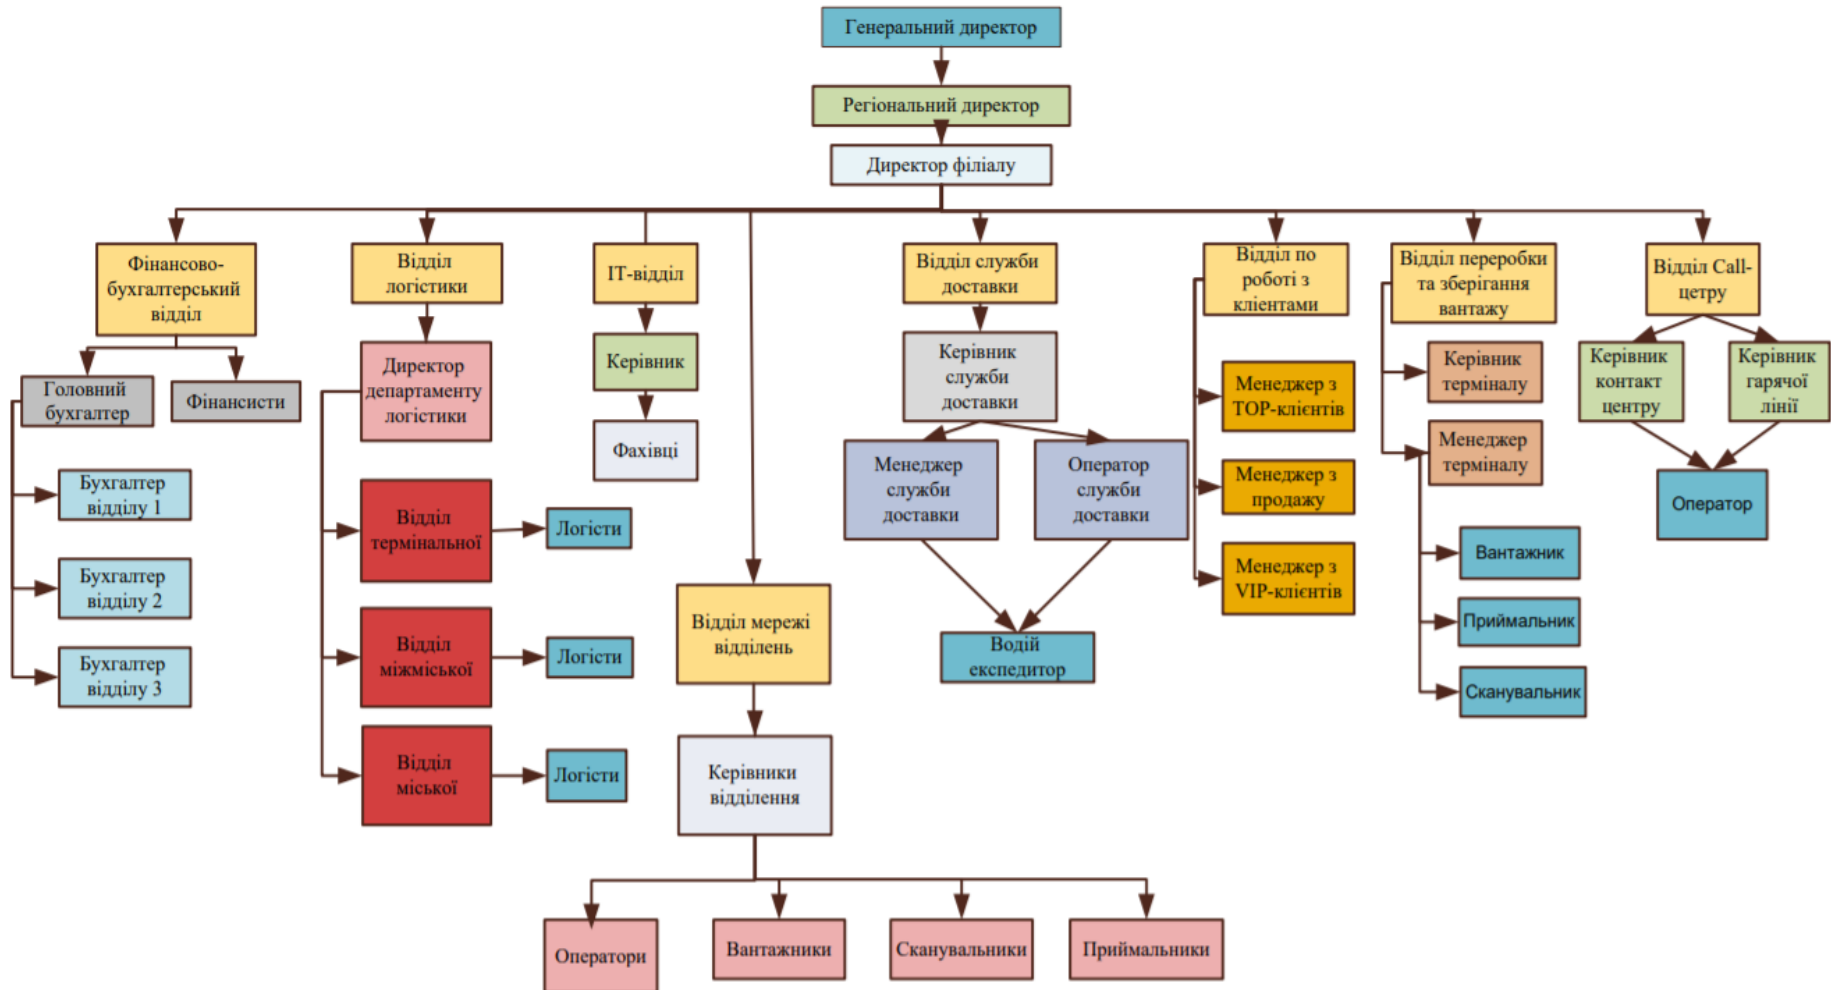 Генеральний директор
Регіональний директор
Директор філіалу
Фінансово-
бухгалтерський
відділ
Відділ
логістики
ІТ-відділ
Відділ служби
доставки
Відділ по
роботі з
клієнтами
Відділ переробки
та зберігання
вантажу
Відділ Call-
цетру
Головний
бухгалтер
Фінансисти
Бухгалтер
відділу 1
Бухгалтер
відділу 2
Бухгалтер
відділу 3
Директор
департаменту
логістики
Відділ
термінальної
Логісти
Відділ
міжміської
Логісти
Відділ
міської
Логісти
Керівник
Фахівці
Відділ мережі
відділень
Керівники
відділення
Оператори
Вантажники
Сканувальники
Приймальники
Керівник
служби
доставки
Менеджер
служби
доставки
Оператор
служби
доставки
Водій
експедитор
Менеджер з
TOP-клієнтів
Менеджер з
продажу
Менеджер з
VIP-клієнтів
Керівник
терміналу
Менеджер
терміналу
Вантажник
Приймальник
Сканувальник
Керівник
контакт
центру
Керівник
гарячої
лінії
Оператор